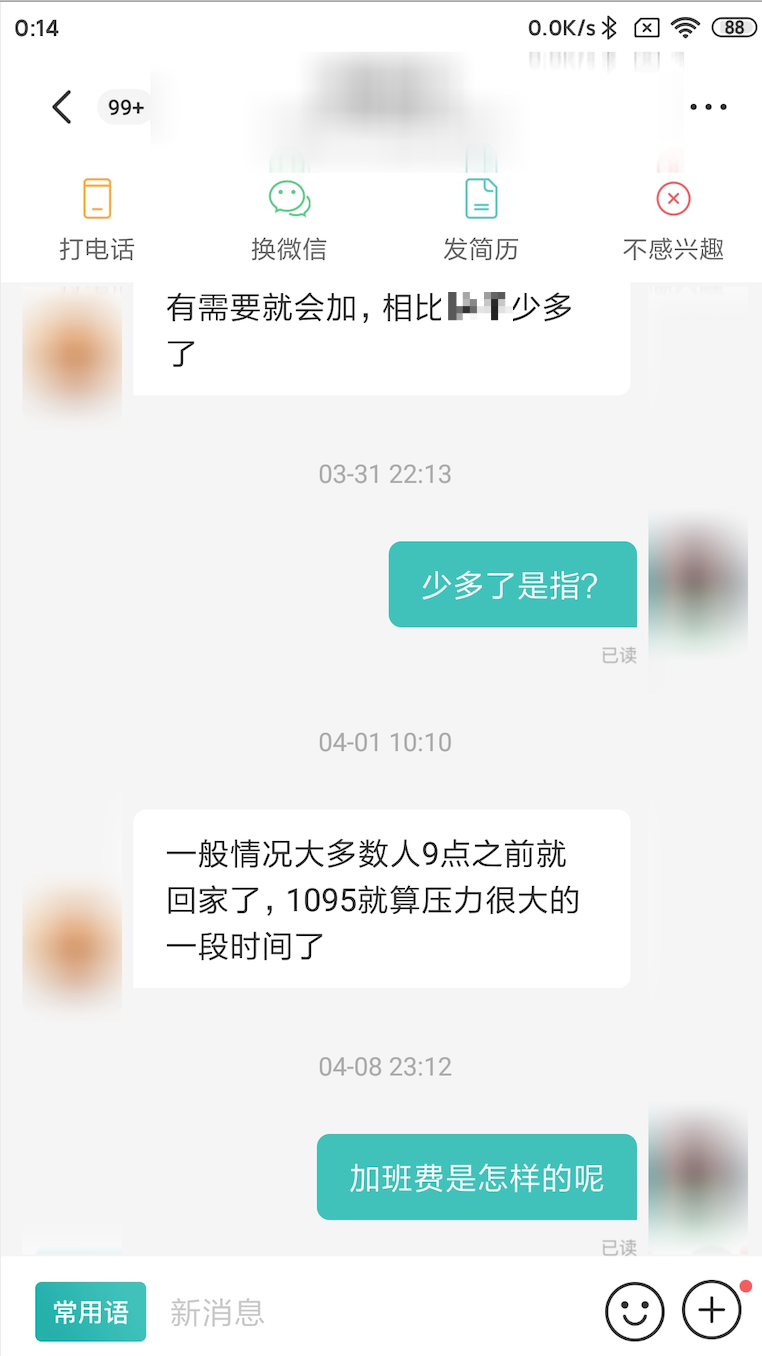 0:14
0.0K/s
88
99+
打电话
换微信
发简历
不感兴趣
有需要就会加，相比少多
了
03-31 22:13
少多了是指?
已读
04-01 10:10
一般情况大多数人9点之前就
回家了，1095就算压力很大的
一段时间了
04-08 23:12
加班费是怎样的呢
已读
常用语
新消息